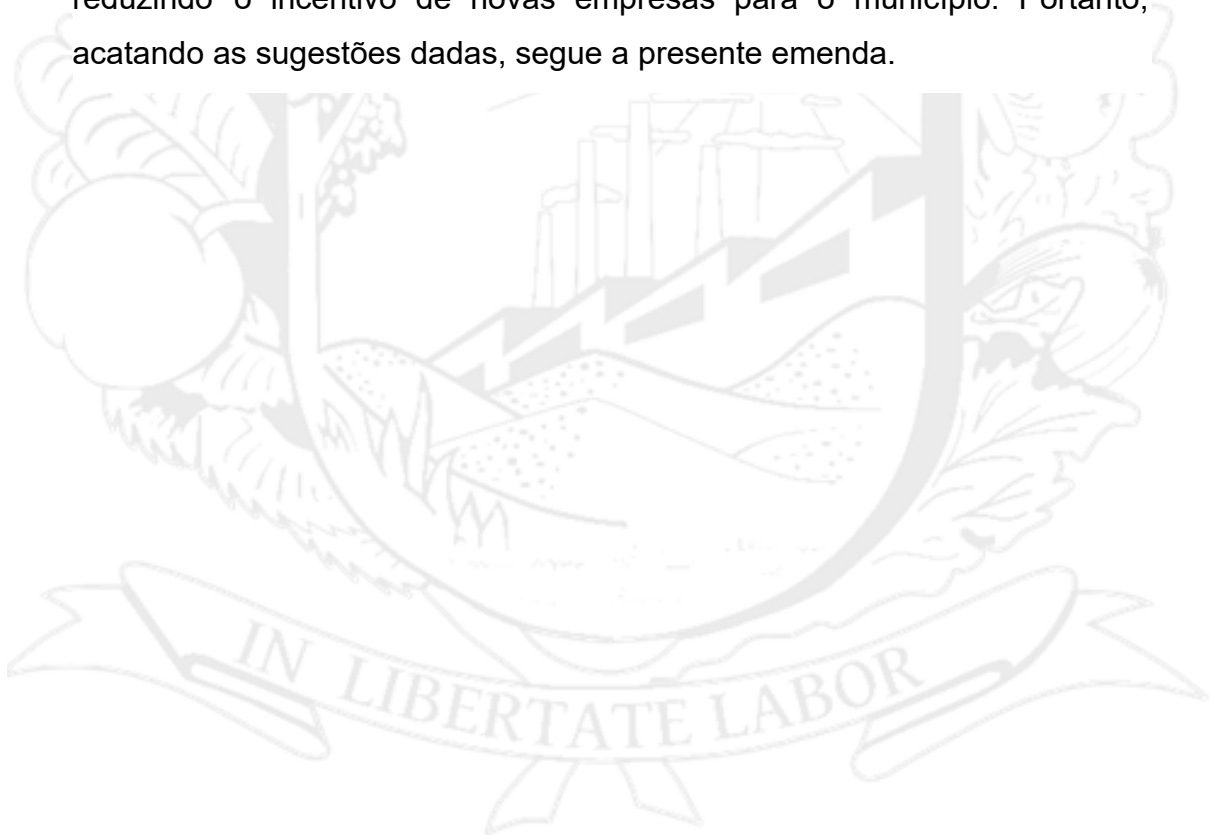 reduzindo o incentivo de novas empresas para o município. Portanto,
acatando as sugestões dadas, segue a presente emenda.
IN LIBERTATE LABOR